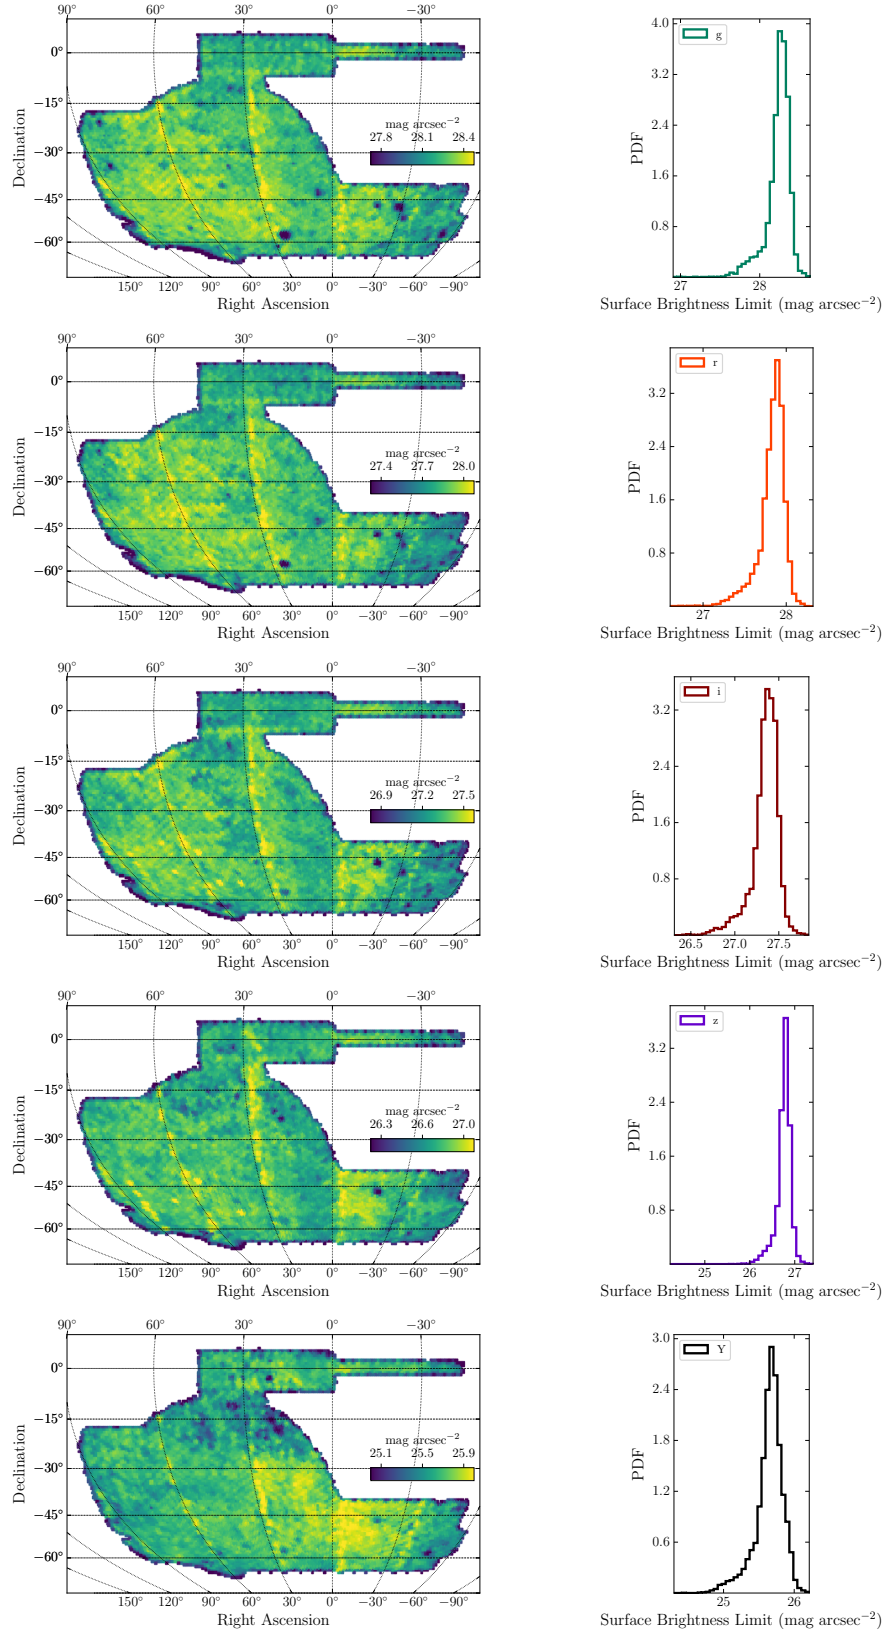 90° 60° 30° 0° −30°
0°
−15°
−30°
−45°
−60°
Declination
mag arcsec−2
27.8 28.1 28.4
150 120 90° 60° 30° 0° −30° −60° −90°
Right Ascension
4.0
3.2
2.4
1.6
0.8
PDF
g
27 28
Surface Brightness Limit (mag arcsec−2)
90° 60° 30° 0° −30°
0°
−15°
−30°
−45°
−60°
Declination
mag arcsec−2
27.4 27.7 28.0
150° 120° 90° 60° 30° 0° −30° −60° −90°
Right Ascension
3.2
2.4
1.6
0.8
PDF
r
27 28
Surface Brightness Limit (mag arcsec−2)
90° 60° 30° 0° −30°
0°
−15°
−30°
−45°
−60°
Declination
mag arcsec−2
26.9 27.2 27.5
150° 120° 90° 60° 30° 0° −30° −60° −90°
Right Ascension
3.2
2.4
1.6
0.8
PDF
i
26.5 27.0 27.5
Surface Brightness Limit (mag arcsec−2)
90° 60° 30° 0° −30°
0°
−15°
−30°
−45°
−60°
Declination
mag arcsec−2
26.3 26.6 27.0
150° 120° 90° 60° 30° 0° −30° −60° −90°
Right Ascension
3.2
2.4
1.6
0.8
PDF
z
25 26 27
Surface Brightness Limit (mag arcsec−2)
90° 60° 30° 0° −30°
0°
−15°
−30°
−45°
−60°
Declination
mag arcsec−2
25.1 25.5 25.9
150° 120° 90° 60° 30° 0° −30° −60° −90°
Right Ascension
3.0
2.4
1.8
1.2
0.6
PDF
Y
25 26
Surface Brightness Limit (mag arcsec−2)